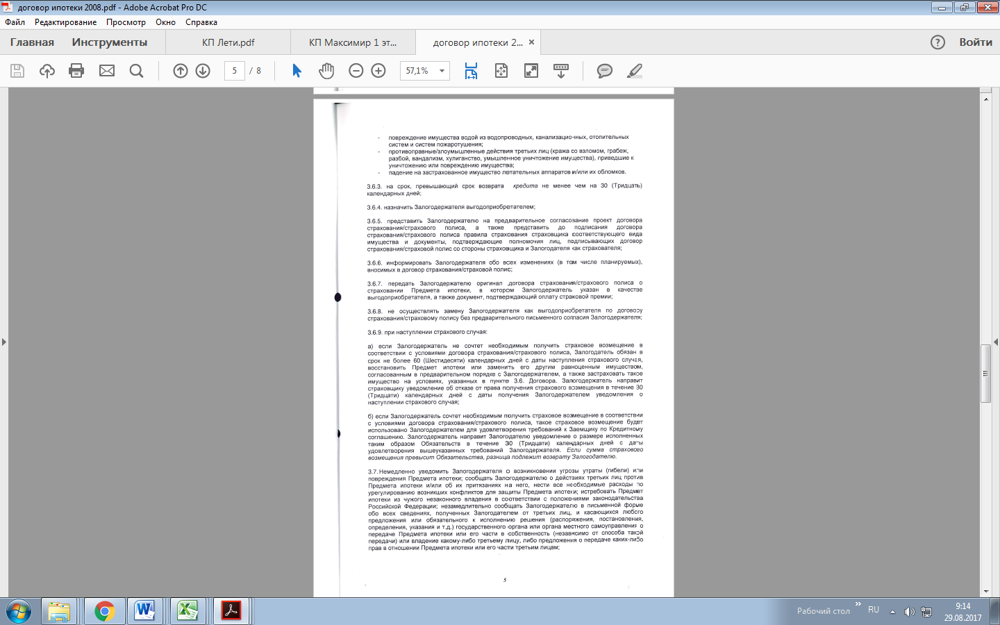 договор ипотеки 2008.pdf - Adobe Acrobat Pro DC
Файл Редактирование Просмотр Окно Справка
Главная Инструменты КП Лети.pdf КП Максимир 1 эт... договор ипотеки 2... × ? Войти
5 / 8 57,1%
- повреждение имущества водой из водопроводных, канализационных, отопительных
систем и систем пожаротушения;
- противоправные/злоумышленные действия третьих лиц (кража со взломом, грабеж,
разбой, вандализм, хулиганство, умышленное уничтожение имущества), приведшие к
уничтожению или повреждению имущества;
- падение на застрахованное имущество летательных аппаратов и/или их обломков.
3.6.3. на срок, превышающий срок возврата кредита не менее чем на 30 (Тридцать)
календарных дней;
3.6.4. назначить Залогодержателя выгодоприобретателем;
3.6.5. представить Залогодержателю на предварительное согласование проект договора
страхования/страхового полиса, а также представить до подписания договора
страхования/страхового полиса правила страхования страховщика соответствующего вида
имущества и документы, подтверждающие полномочия лиц, подписывающих договор
страхования/страховой полис со стороны страховщика и Залогодателя как страхователя;
3.6.6. информировать Залогодержателя обо всех изменениях (в том числе планируемых),
вносимых в договор страхования/страховой полис;
3.6.7. передать Залогодержателю оригинал договора страхования/страхового полиса о
страховании Предмета ипотеки, в котором Залогодержатель указан в качестве
выгодоприобретателя, а также документ, подтверждающий оплату страховой премии;
3.6.8. не осуществлять замену Залогодержателя как выгодоприобретателя по договору
страхования/страховому полису без предварительного письменного согласия Залогодержателя;
3.6.9. при наступлении страхового случая:
а) если Залогодержатель не сочтет необходимым получить страховое возмещение в
соответствии с условиями договора страхования/страхового полиса, Залогодатель обязан в
срок не более 60 (Шестидесяти) календарных дней с даты наступления страхового случая,
восстановить Предмет ипотеки или заменить его другим равноценным имуществом,
согласованным в предварительном порядке с Залогодержателем, а также застраховать такое
имущество на условиях, указанных в пункте 3.6. Договора. Залогодержатель направит
страховщику уведомление об отказе от права получения страхового возмещения в течение 30
(Тридцати) календарных дней с даты получения Залогодержателем уведомления о
наступлении страхового случая;
б) если Залогодержатель сочтет необходимым получить страховое возмещение в соответствии
с условиями договора страхования/страхового полиса, такое страховое возмещение будет
использовано Залогодержателем для удовлетворения требований к Заемщику по Кредитному
соглашению. Залогодержатель направит Залогодателю уведомление о размере исполненных
таким образом Обязательств в течение 30 (Тридцати) календарных дней с даты
удовлетворения вышеуказанных требований Залогодержателя. Если сумма страхового
возмещения превысит Обязательства, разница подлежит возврату Залогодателю.
3.7. Немедленно уведомить Залогодержателя о возникновении угрозы утраты (гибели) или
повреждения Предмета ипотеки; сообщать Залогодержателю о действиях третьих лиц против
Предмета ипотеки и/или об их притязаниях на него, нести все необходимые расходы по
урегулированию возникших конфликтов для защиты Предмета ипотеки; истребовать Предмет
ипотеки из чужого незаконного владения в соответствии с положениями законодательства
Российской Федерации; незамедлительно сообщать Залогодержателю в письменной форме
обо всех сведениях, полученных Залогодателем от третьих лиц, и касающихся любого
предложения или обязательного к исполнению решения (распоряжения, постановления,
определения, указания и т.д.) государственного органа или органа местного самоуправления о
передаче Предмета ипотеки или его части в собственность (независимо от способа такой
передачи) или владение какому-либо третьему лицу, либо предложения о передаче каких-либо
прав в отношении Предмета ипотеки или его части третьим лицам;
5
Рабочий стол » RU 9:14
29.08.2017